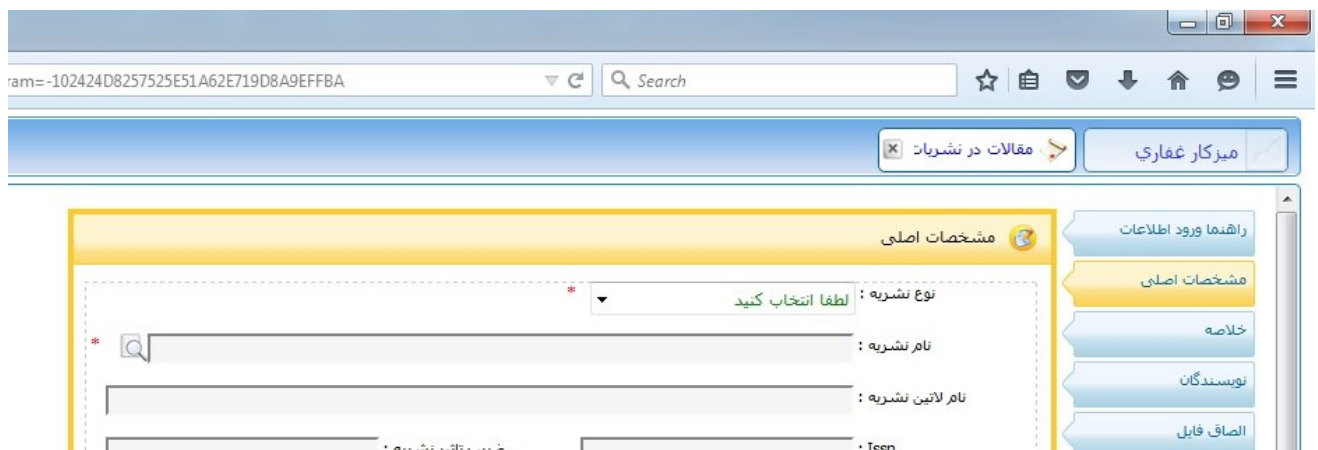 ram=-102424D8257525E51A62E719D8A9EFFBA
Search
میزکار غفاري
مقالات در نشریات
راهنما ورود اطلاعات
مشخصات اصلی
خلاصه
نویسندگان
الصاق فایل
مشخصات اصلی
نوع نشریه : لطفا انتخاب کنید *
نام نشریه : *
نام لاتین نشریه :
Issn :